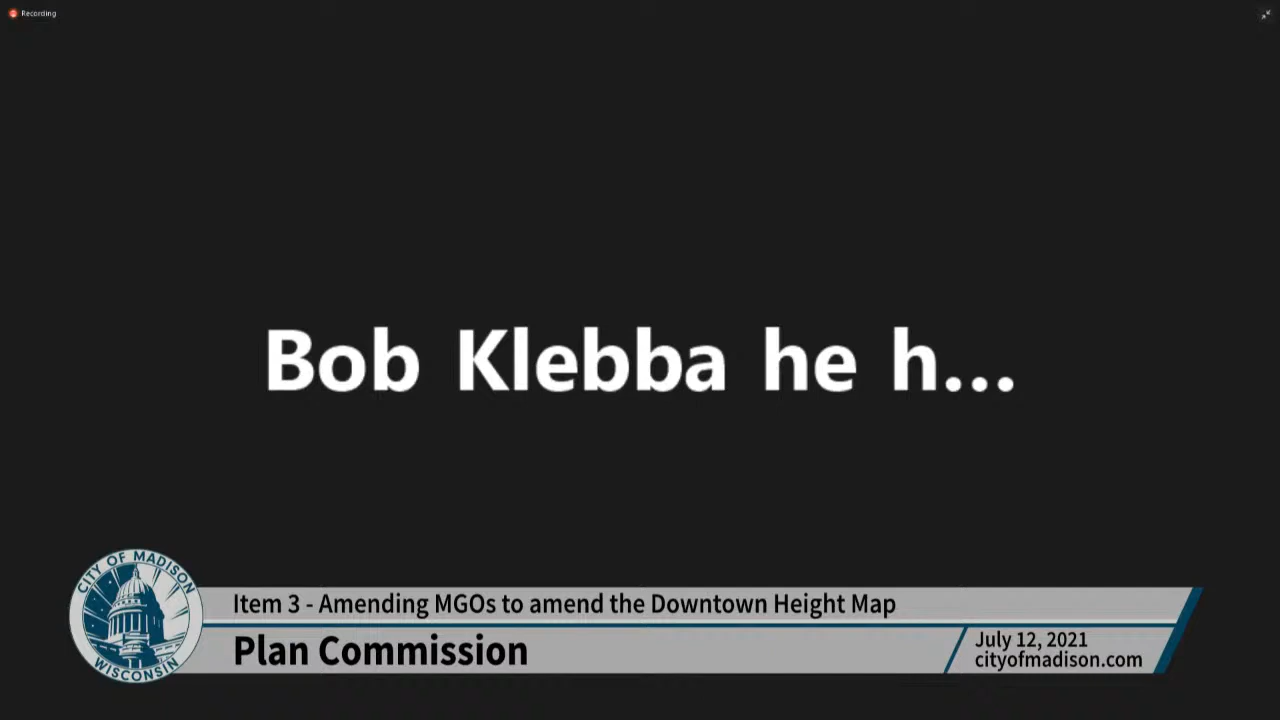 Recording
Bob Klebba he h...
CITY OF MADISON
WISCONSIN
Item 3 - Amending MGOs to amend the Downtown Height Map
Plan Commission
July 12, 2021
cityofmadison.com